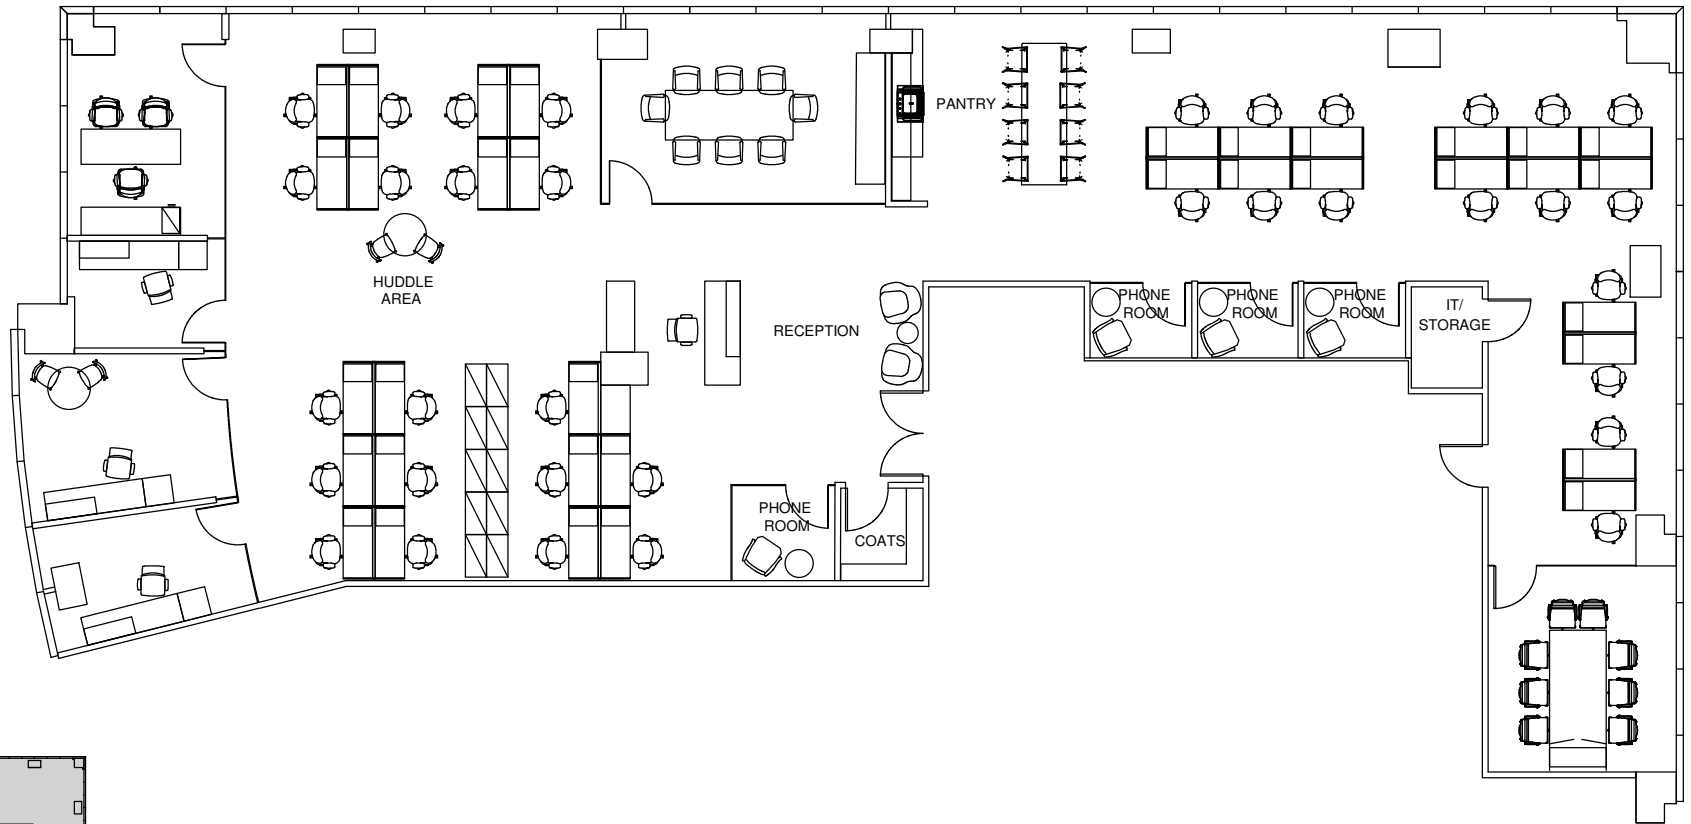 PANTRY
HUDDLE
AREA
RECEPTION
PHONE
ROOM
PHONE
ROOM
PHONE
ROOM
IT/
STORAGE
PHONE
ROOM
COATS